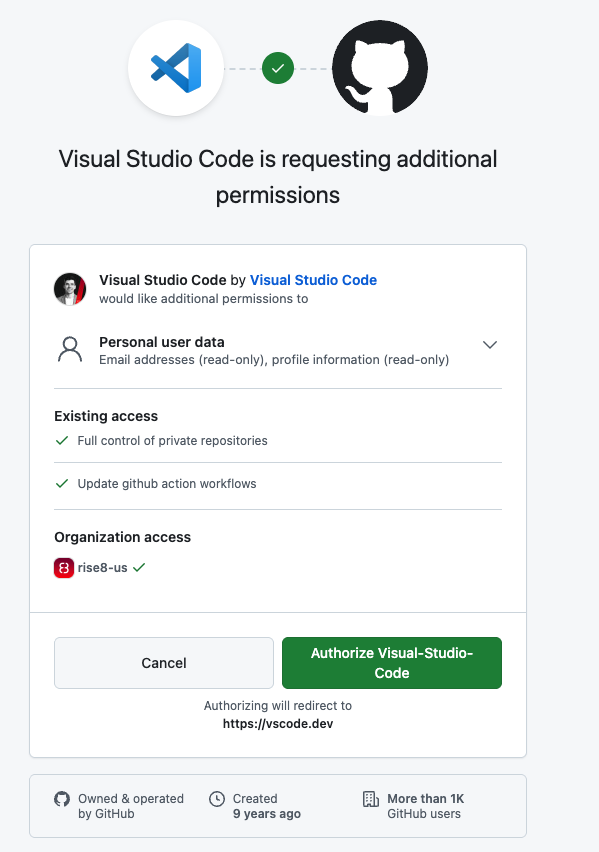 Visual Studio Code is requesting additional
permissions
Visual Studio Code by Visual Studio Code
would like additional permissions to
Personal user data
Email addresses (read-only), profile information (read-only)
Existing access
Full control of private repositories
Update github action workflows
Organization access
rise8-us
Cancel
Authorize Visual-Studio-
Code
Authorizing will redirect to
https://vscode.dev
Owned & operated
by GitHub
Created
9 years ago
More than 1K
GitHub users